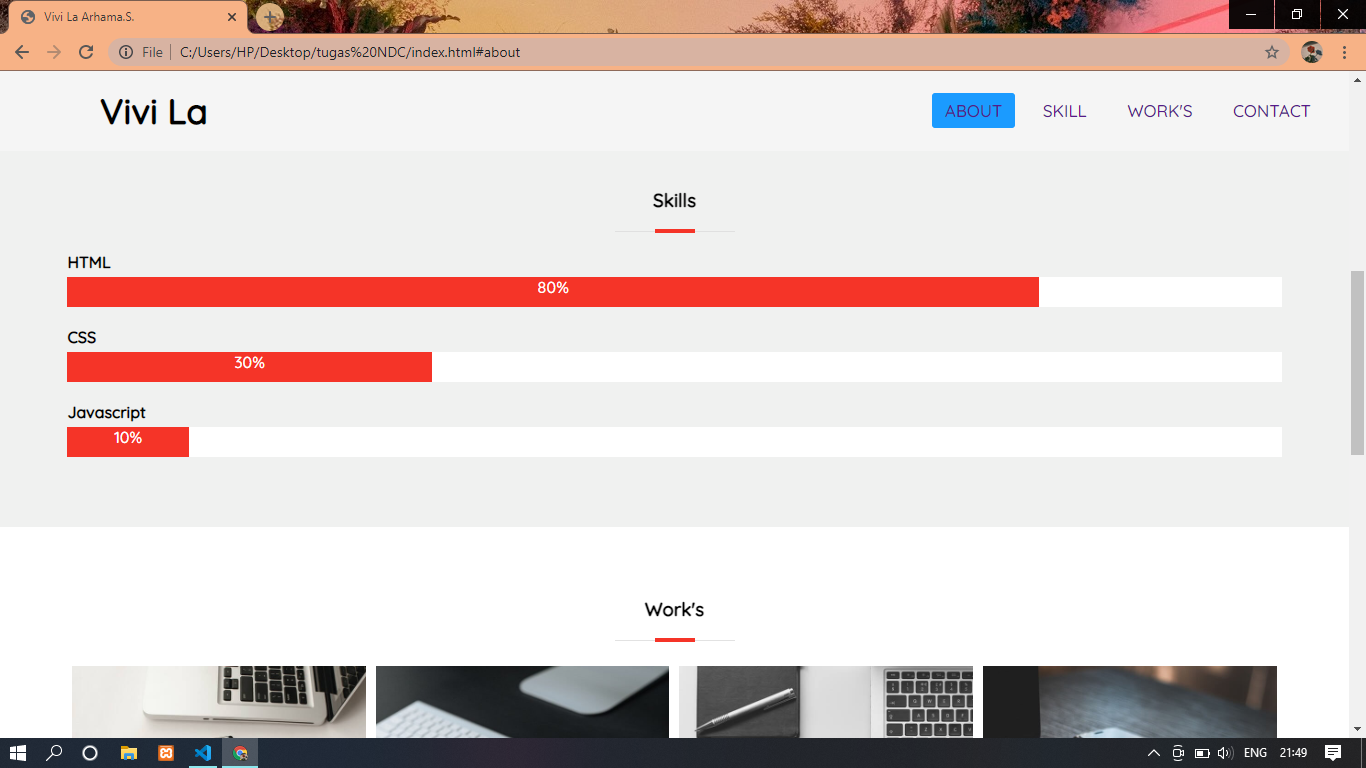 Vivi La Arhama.S.
File
C:/Users/HP/Desktop/tugas%20NDC/index.html#about
Vivi La
ABOUT SKILL WORK'S CONTACT
Skills
HTML
80%
CSS
30%
Javascript
10%
Work's
ENG 21:49